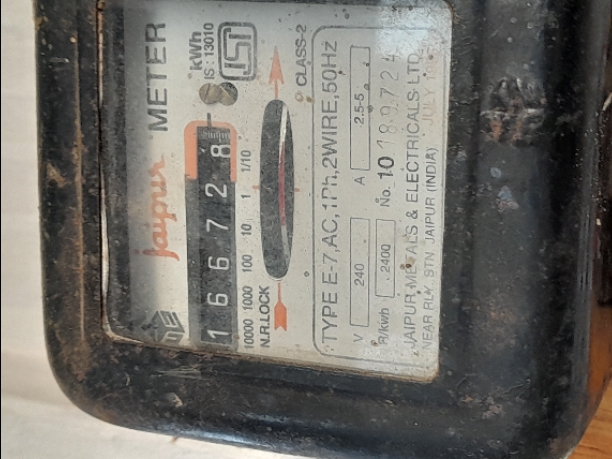 Jaipur METER
kWh
IS : 13010
1 6 6 7 2 8
10000 1000 100 10 1 1/10
N.R.LOCK
CLASS-2
TYPE E-7,AC,1Ph,2WIRE,50HZ
V 240 A 2.5-5
R/kwh 2400 No. 10189724
JAIPUR METALS & ELECTRICALS LTD.
NEAR RLY. STN. JAIPUR (INDIA) JULY